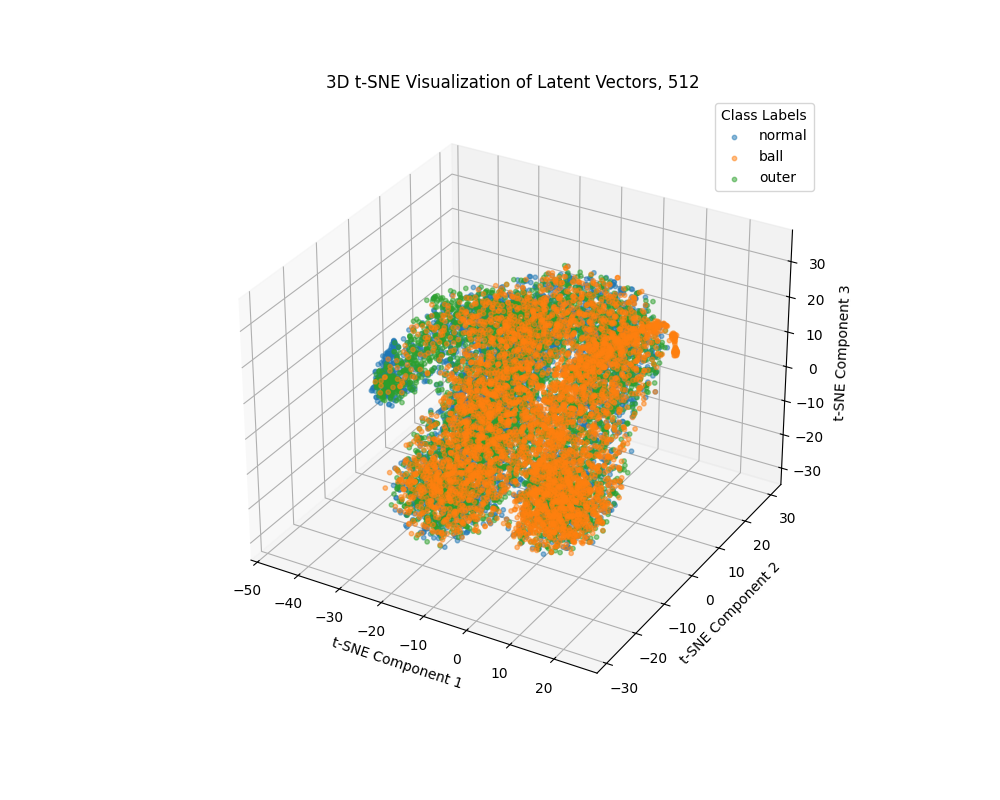 3D t-SNE Visualization of Latent Vectors, 512
Class Labels
normal
ball
outer
30
20
10
0
−10
−20
−30
t-SNE Component 3
30
20
10
0
−10
−20
−30
t-SNE Component 2
−50
−40
−30
−20
−10
0
10
20
t-SNE Component 1